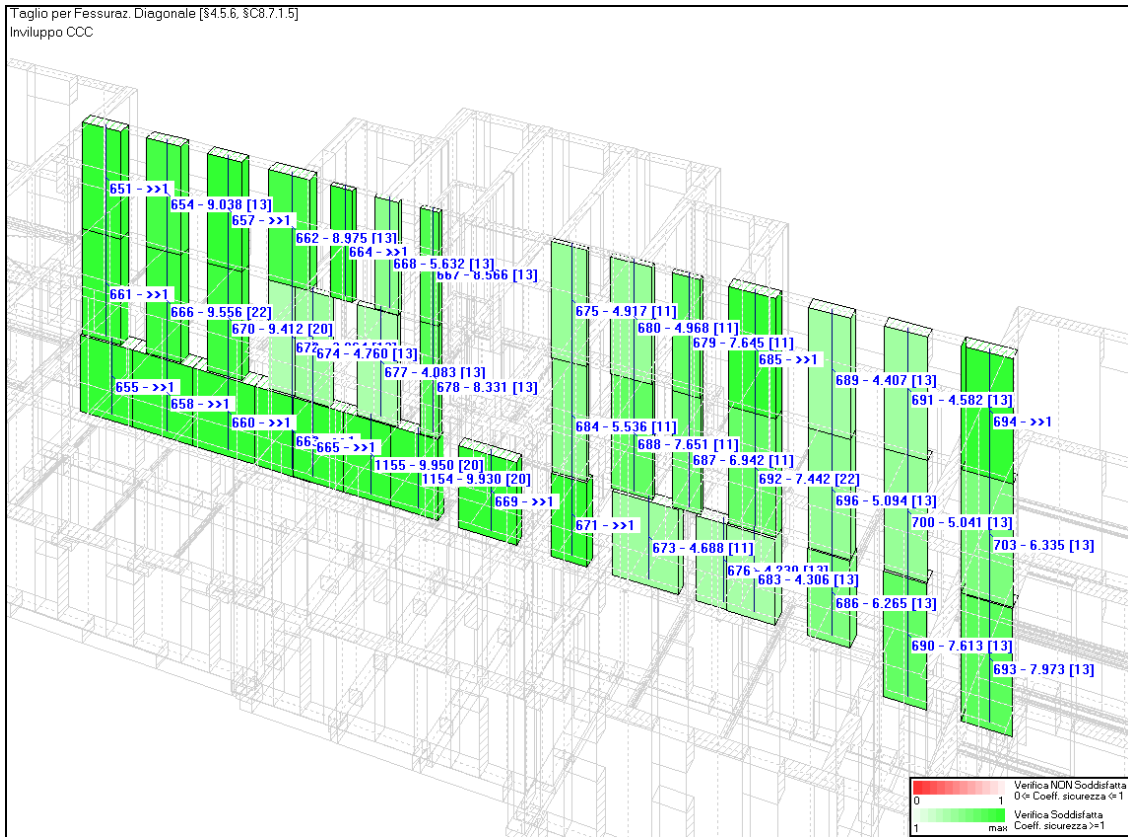 Taglio per Fessuraz. Diagonale [§4.5.6, §C8.7.1.5]
Inviluppo CCC
651 - >>1
654 - 9.038 [13]
657 - >>1
662 - 8.975 [13]
664 - >>1
668 - 5.632 [13]
667 - 8.566 [13]
661 - >>1
666 - 9.556 [22]
670 - 9.412 [20]
674 - 4.760 [13]
677 - 4.083 [13]
678 - 8.331 [13]
655 - >>1
658 - >>1
660 - >>1
665 - >>1
1155 - 9.950 [20]
1154 - 9.930 [20]
669 - >>1
671 - >>1
675 - 4.917 [11]
680 - 4.968 [11]
679 - 7.645 [11]
685 - >>1
689 - 4.407 [13]
691 - 4.582 [13]
694 - >>1
684 - 5.536 [11]
688 - 7.651 [11]
687 - 6.942 [11]
692 - 7.442 [22]
696 - 5.094 [13]
700 - 5.041 [13]
703 - 6.335 [13]
673 - 4.688 [11]
676 - 4.230 [13]
683 - 4.306 [13]
686 - 6.265 [13]
690 - 7.613 [13]
693 - 7.973 [13]
Verifica NON Soddisfatta
0<= Coeff. sicurezza <=1
0 1
Verifica Soddisfatta
Coeff. sicurezza >=1
1 max